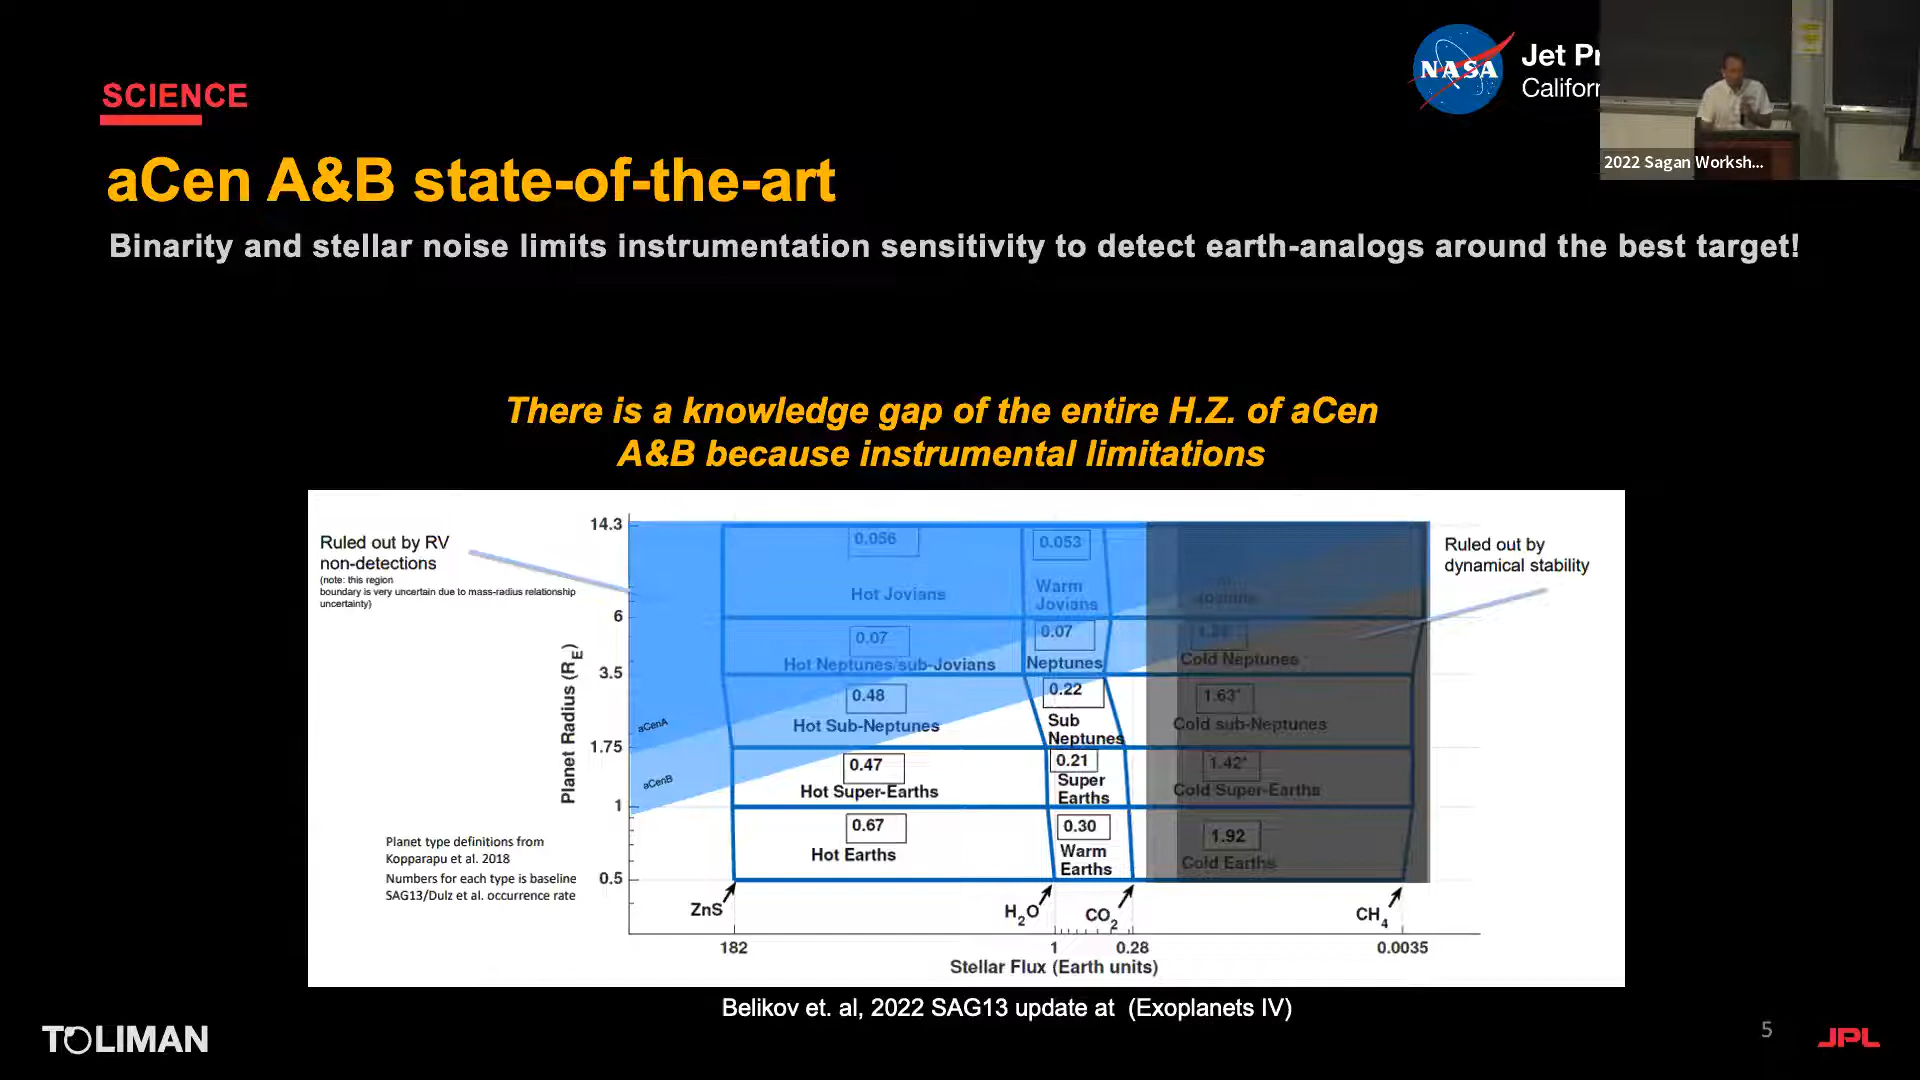 SCIENCE
NASA
Jet Pr
Califor
2022 Sagan Worksh...
aCen A&B state-of-the-art
Binarity and stellar noise limits instrumentation sensitivity to detect earth-analogs around the best target!
There is a knowledge gap of the entire H.Z. of aCen
A&B because instrumental limitations
Ruled out by RV
non-detections
(note: this region
boundary is very uncertain due to mass-radius relationship
uncertainty)
Ruled out by
dynamical stability
Planet Radius (RE)
14.3
6
3.5
1.75
1
0.5
0.056
Hot Jovians
0.053
Warm
Jovians
0.07
Hot Neptunes/sub-Jovians
0.07
Neptunes
Cold Neptunes
0.48
Hot Sub-Neptunes
0.22
Sub
Neptunes
1.63*
Cold sub-Neptunes
aCenA
aCenB
0.47
Hot Super-Earths
0.21
Super
Earths
1.42*
Cold Super-Earths
0.67
Hot Earths
0.30
Warm
Earths
1.92
Cold Earths
Planet type definitions from
Kopparapu et al. 2018
Numbers for each type is baseline
SAG13/Dulz et al. occurrence rate
ZnS
H2O
CO2
CH4
182
1
0.28
0.0035
Stellar Flux (Earth units)
Belikov et. al, 2022 SAG13 update at (Exoplanets IV)
TOLIMAN
5
JPL